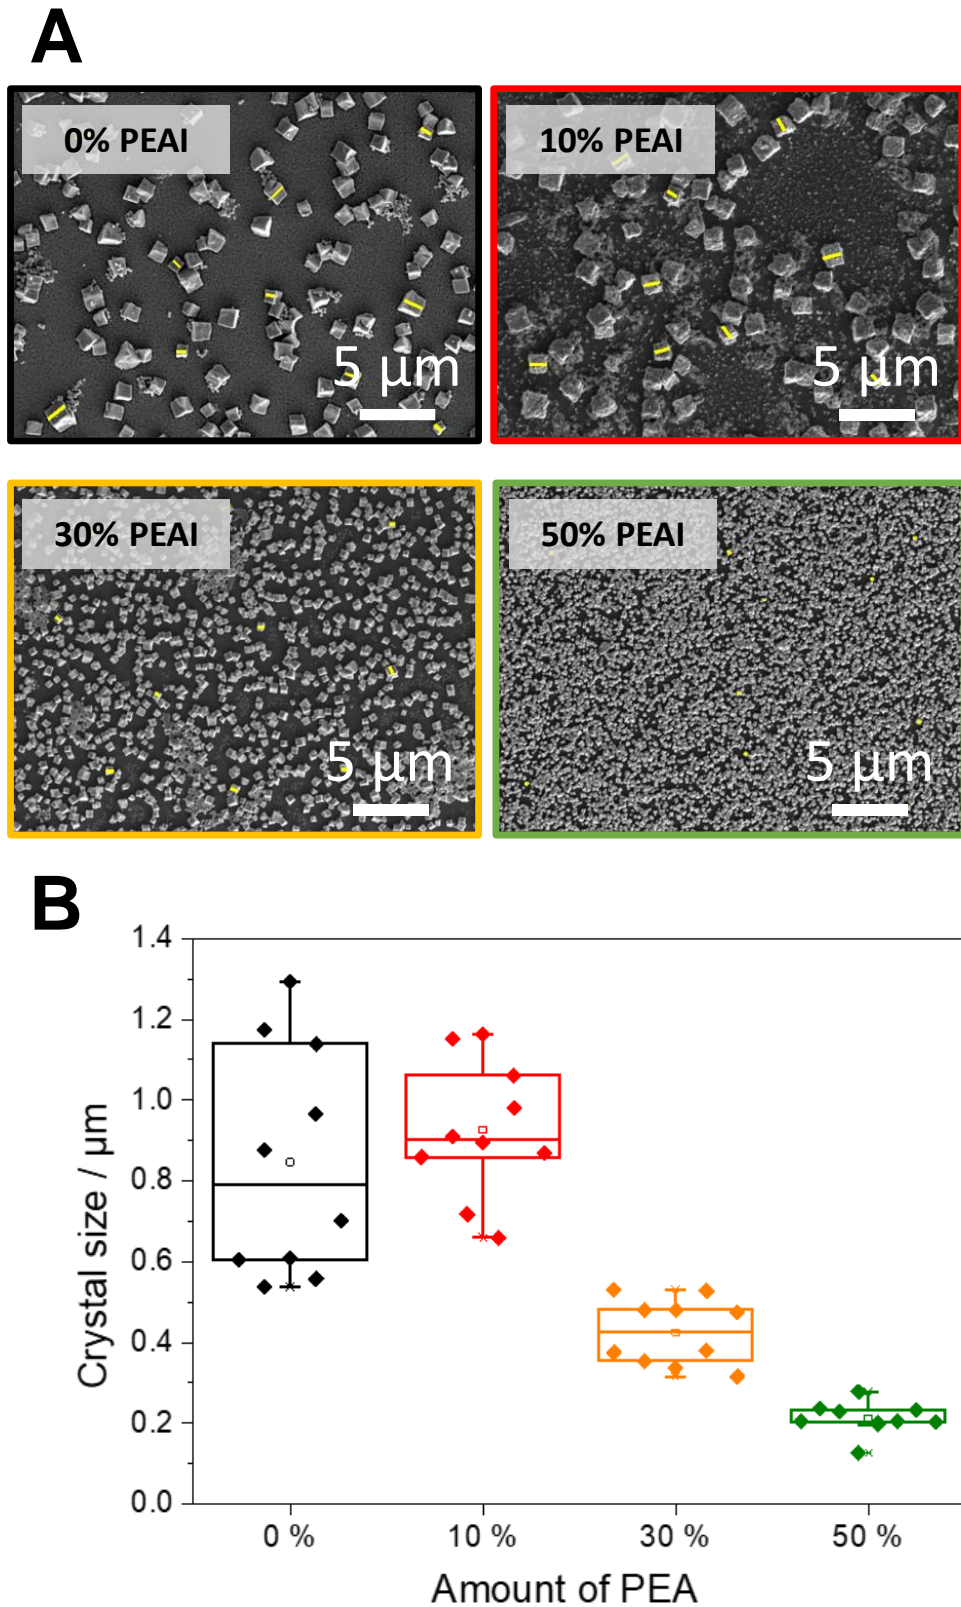 A
0% PEAI
10% PEAI
5 µm
5 µm
30% PEAI
50% PEAI
5 µm
5 µm
B
1.4
1.2
1.0
0.8
0.6
0.4
0.2
0.0
Crystal size / µm
0 %
10 %
30 %
50 %
Amount of PEA